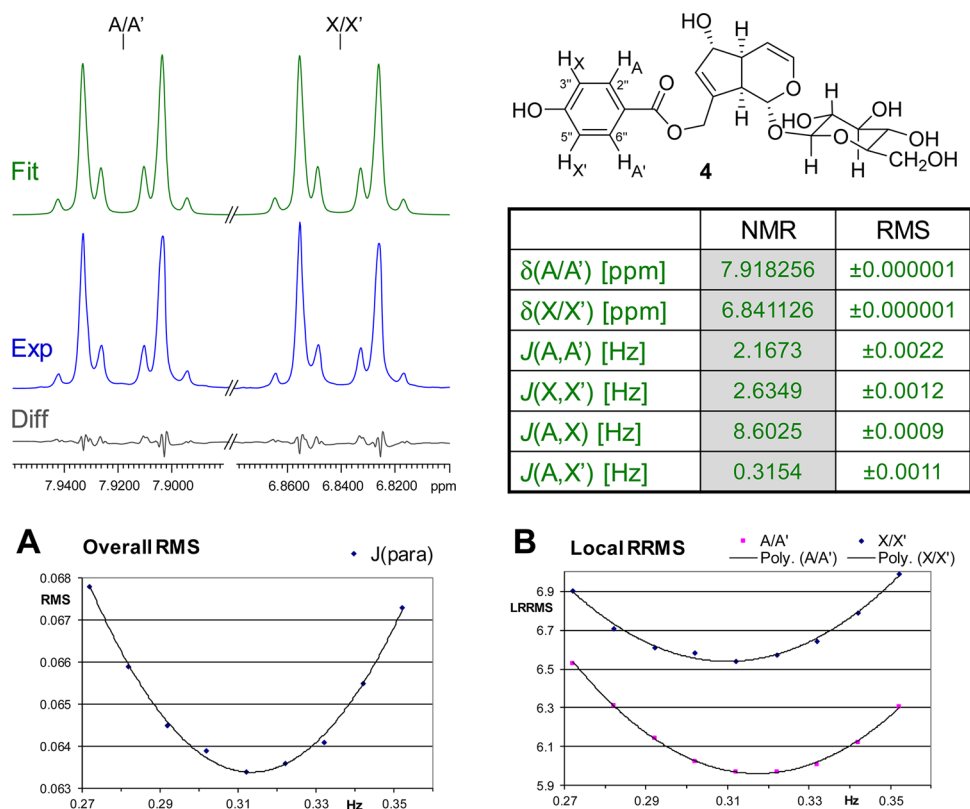 A/A' X/X'
Fit
Exp
Diff
7.9400 7.9200 7.9000 6.8600 6.8400 6.8200 ppm
HO
H H
HX HA
3" 2"
O O
HO
5" 6" O
H
HX' HA'
H HO OH
O
O OH
H H CH2OH
4
NMR RMS
δ(A/A') [ppm] 7.918256 ±0.000001
δ(X/X') [ppm] 6.841126 ±0.000001
J(A,A') [Hz] 2.1673 ±0.0022
J(X,X') [Hz] 2.6349 ±0.0012
J(A,X) [Hz] 8.6025 ±0.0009
J(A,X') [Hz] 0.3154 ±0.0011
A Overall RMS J(para)
0.068
RMS
0.067
0.066
0.065
0.064
0.063
0.27 0.29 0.31 0.33 Hz 0.35
B Local RRMS
A/A' X/X'
Poly. (A/A') Poly. (X/X')
6.9
LRRMS
6.7
6.5
6.3
6.1
5.9
0.27 0.29 0.31 0.33 Hz 0.35